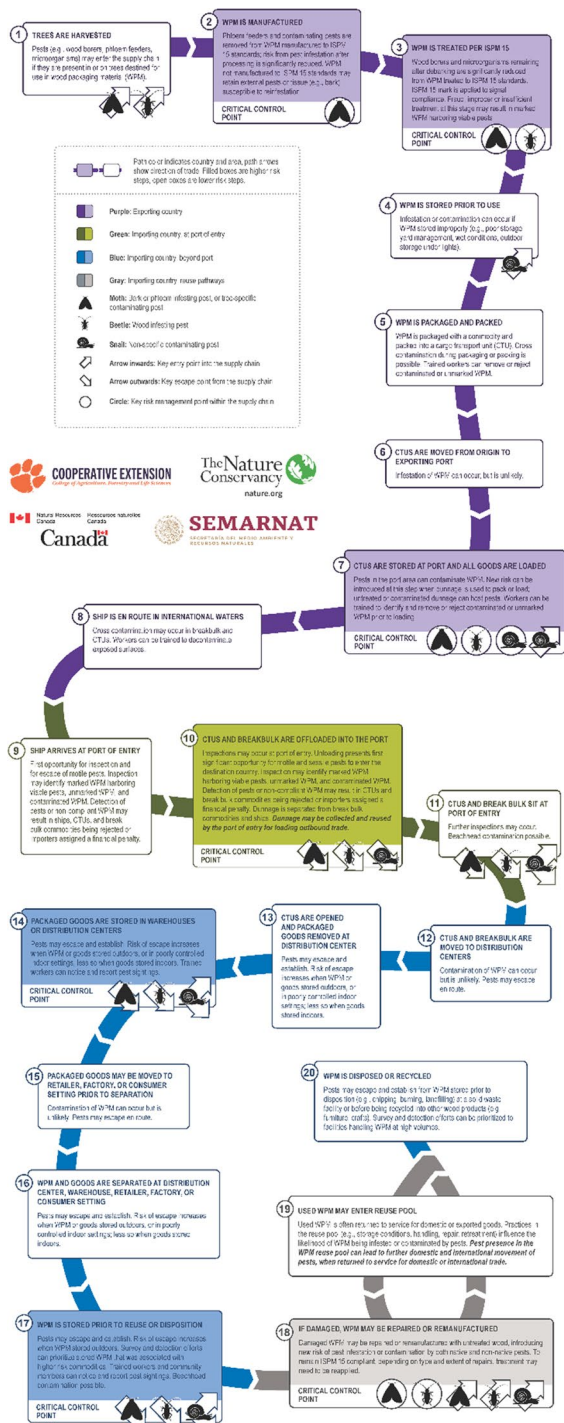 1
TREES ARE HARVESTED
Pests (e.g., wood borers, phloem feeders,
microorganisms) may enter the supply chain
if they are present in or on trees destined
for use in wood packaging material (WPM).
2
WPM IS MANUFACTURED
Phloem feeders and contaminating pests are
removed from WPM manufactured to ISPM
15 standards; risk from pest infestation after
processing is significantly reduced. WPM
not manufactured to ISPM 15 standards may
retain external pests or tissue (e.g., bark)
susceptible to reinfestation.
CRITICAL CONTROL
POINT
3
WPM IS TREATED PER ISPM 15
Wood borers and microorganisms remaining
after debarking are significantly reduced
from WPM treated to ISPM 15 standards.
ISPM 15 mark is applied to signal
compliance. Fraud, improper or insufficient
treatment at this stage may result in marked
WPM harboring viable pests.
CRITICAL CONTROL
POINT
Path color indicates country and area, path arrows
show direction of trade. Filled boxes are higher risk
steps, open boxes are lower risk steps.
Purple: Exporting country
Green: Importing country, at port of entry
Blue: Importing country, beyond port
Gray: Importing country, reuse pathways
Moth: Bark or phloem infesting pest, or tree-specific
contaminating pest
Beetle: Wood infesting pest
Snail: Non-specific contaminating pest
Arrow inwards: Key entry point into the supply chain
Arrow outwards: Key escape point from the supply chain
Circle: Key risk management point within the supply chain
4
WPM IS STORED PRIOR TO USE
Infestation or contamination can occur if
WPM stored improperly (e.g., poor storage
yard management, wet conditions, outdoor
storage under lights).
5
WPM IS PACKAGED AND PACKED
WPM is packaged with a commodity and
packed into a cargo transport unit (CTU). Cross
contamination during packaging or packing is
possible. Trained workers can remove or reject
contaminated or unmarked WPM.
COOPERATIVE EXTENSION
College of Agriculture, Forestry and Life Sciences
The Nature
Conservancy
nature.org
Natural Resources Ressources naturelles
Canada Canada
Canada
SEMARNAT
SECRETARÍA DEL MEDIO AMBIENTE Y
RECURSOS NATURALES
6
CTUS ARE MOVED FROM ORIGIN TO
EXPORTING PORT
Infestation of WPM can occur, but is unlikely.
7
CTUS ARE STORED AT PORT AND ALL GOODS ARE LOADED
Pests in the port area can contaminate WPM. New risk can be
introduced at this step when dunnage is used to pack or load;
untreated or contaminated dunnage can host pests. Workers can be
trained to identify and remove or reject contaminated or unmarked
WPM prior to loading.
CRITICAL CONTROL
POINT
8
SHIP IS EN ROUTE IN INTERNATIONAL WATERS
Cross contamination may occur in breakbulk and
CTUs. Workers can be trained to decontaminate
exposed surfaces.
9
SHIP ARRIVES AT PORT OF ENTRY
First opportunity for inspection and
for escape of motile pests. Inspection
may identify marked WPM harboring
viable pests, unmarked WPM, and
contaminated WPM. Detection of
pests or non-compliant WPM may
result in ships, CTUs, and break
bulk commodities being rejected or
importers assigned a financial penalty.
10
CTUS AND BREAKBULK ARE OFFLOADED INTO THE PORT
Inspections may occur at port of entry. Unloading presents first
significant opportunity for motile and sessile pests to enter the
destination country. Inspection may identify marked WPM
harboring viable pests, unmarked WPM, and contaminated WPM.
Detection of pests or non-compliant WPM may result in CTUs and
break bulk commodities being rejected or importers assigned a
financial penalty. Dunnage is separated from break bulk
commodities and ships. Dunnage may be collected and reused
by the port of entry for loading outbound trade.
CRITICAL CONTROL
POINT
11
CTUS AND BREAK BULK SIT AT
PORT OF ENTRY
Further inspections may occur.
Beachhead contamination possible.
12
CTUS AND BREAKBULK ARE
MOVED TO DISTRIBUTION
CENTERS
Contamination of WPM can occur
but is unlikely. Pests may escape
en route.
13
CTUS ARE OPENED
AND PACKAGED
GOODS REMOVED AT
DISTRIBUTION CENTER
Pests may escape and
establish. Risk of escape
increases when WPM or
goods stored outdoors, or
in poorly controlled indoor
settings; less so when goods
stored indoors.
14
PACKAGED GOODS ARE STORED IN WAREHOUSES
OR DISTRIBUTION CENTERS
Pests may escape and establish. Risk of escape increases
when WPM or goods stored outdoors, or in poorly controlled
indoor settings, less so when goods stored indoors. Trained
workers can notice and report pest sightings.
CRITICAL CONTROL
POINT
15
PACKAGED GOODS MAY BE MOVED TO
RETAILER, FACTORY, OR CONSUMER
SETTING PRIOR TO SEPARATION
Contamination of WPM can occur but is
unlikely. Pests may escape en route.
16
WPM AND GOODS ARE SEPARATED AT DISTRIBUTION
CENTER, WAREHOUSE, RETAILER, FACTORY, OR
CONSUMER SETTING
Pests may escape and establish. Risk of escape increases
when WPM or goods stored outdoors, or in poorly
controlled indoor settings; less so when goods stored
indoors.
17
WPM IS STORED PRIOR TO REUSE OR DISPOSITION
Pests may escape and establish. Risk of escape increases
when WPM stored outdoors. Survey and detection efforts
can prioritize stored WPM that was associated with
higher risk commodities. Trained workers and community
members can notice and report pest sightings. Beachhead
contamination possible.
CRITICAL CONTROL
POINT
20
WPM IS DISPOSED OR RECYCLED
Pests may escape and establish from WPM stored prior to
disposition (e.g., chipping, burning, landfilling) at a solid waste
facility or before being recycled into other wood products (e.g.,
furniture, crafts). Survey and detection efforts can be prioritized to
facilities handling WPM at high volumes.
19
USED WPM MAY ENTER REUSE POOL
Used WPM is often returned to service for domestic or exported goods. Practices in
the reuse pool (e.g., storage conditions, handling, repair, retreatment) influence the
likelihood of WPM being infested or contaminated by pests. Pest presence in the
WPM reuse pool can lead to further domestic and international movement of
pests, when returned to service for domestic or international trade.
18
IF DAMAGED, WPM MAY BE REPAIRED OR REMANUFACTURED
Damaged WPM may be repaired or remanufactured with untreated wood, introducing
new risk of pest infestation or contamination by both native and non-native pests. To
remain ISPM 15 compliant, depending on type and extent of repairs, treatment may
need to be reapplied.
CRITICAL CONTROL
POINT